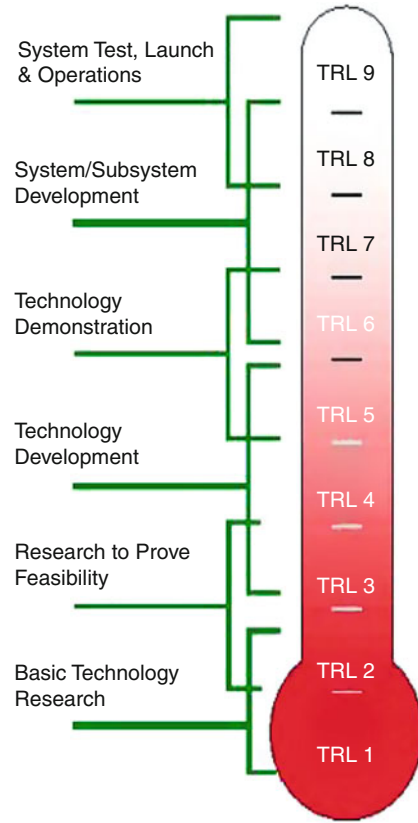 System Test, Launch
& Operations
System/Subsystem
Development
Technology
Demonstration
Technology
Development
Research to Prove
Feasibility
Basic Technology
Research
TRL 9
TRL 8
TRL 7
TRL 6
TRL 5
TRL 4
TRL 3
TRL 2
TRL 1